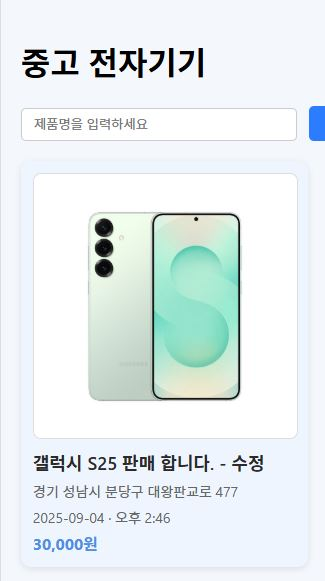 중고 전자기기
제품명을 입력하세요
갤럭시 S25 판매 합니다. - 수정
경기 성남시 분당구 대왕판교로 477
2025-09-04 · 오후 2:46
30,000원